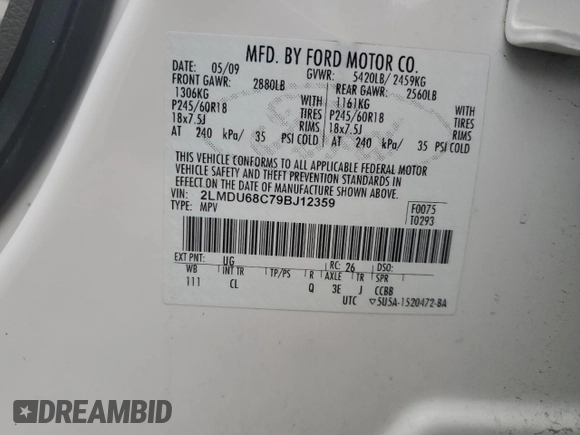 MFD. BY FORD MOTOR CO.
DATE: 05/09 GVWR: 5420LB/ 2459KG
FRONT GAWR: 2880LB REAR GAWR: 2560LB
1306KG WITH 1161KG WITH
P245/60R18 TIRES P245/60R18 TIRES
18x7.5J RIMS 18x7.5J RIMS
AT 240 kPa/ 35 PSI COLD AT 240 kPa/ 35 PSI COLD
THIS VEHICLE CONFORMS TO ALL APPLICABLE FEDERAL MOTOR
VEHICLE SAFETY AND THEFT PREVENTION STANDARDS IN
EFFECT ON THE DATE OF MANUFACTURE SHOWN ABOVE.
VIN: 2LMDU68C79BJ12359 F0075
TYPE: MPV T0293
EXT PNT: UG RC: 26 DSO:
WB INT TR TP/PS R AXLE TR SPR
111 CL Q 3E J CCBB
UTC ▽5U5A-1520472-BA
DREAMBID